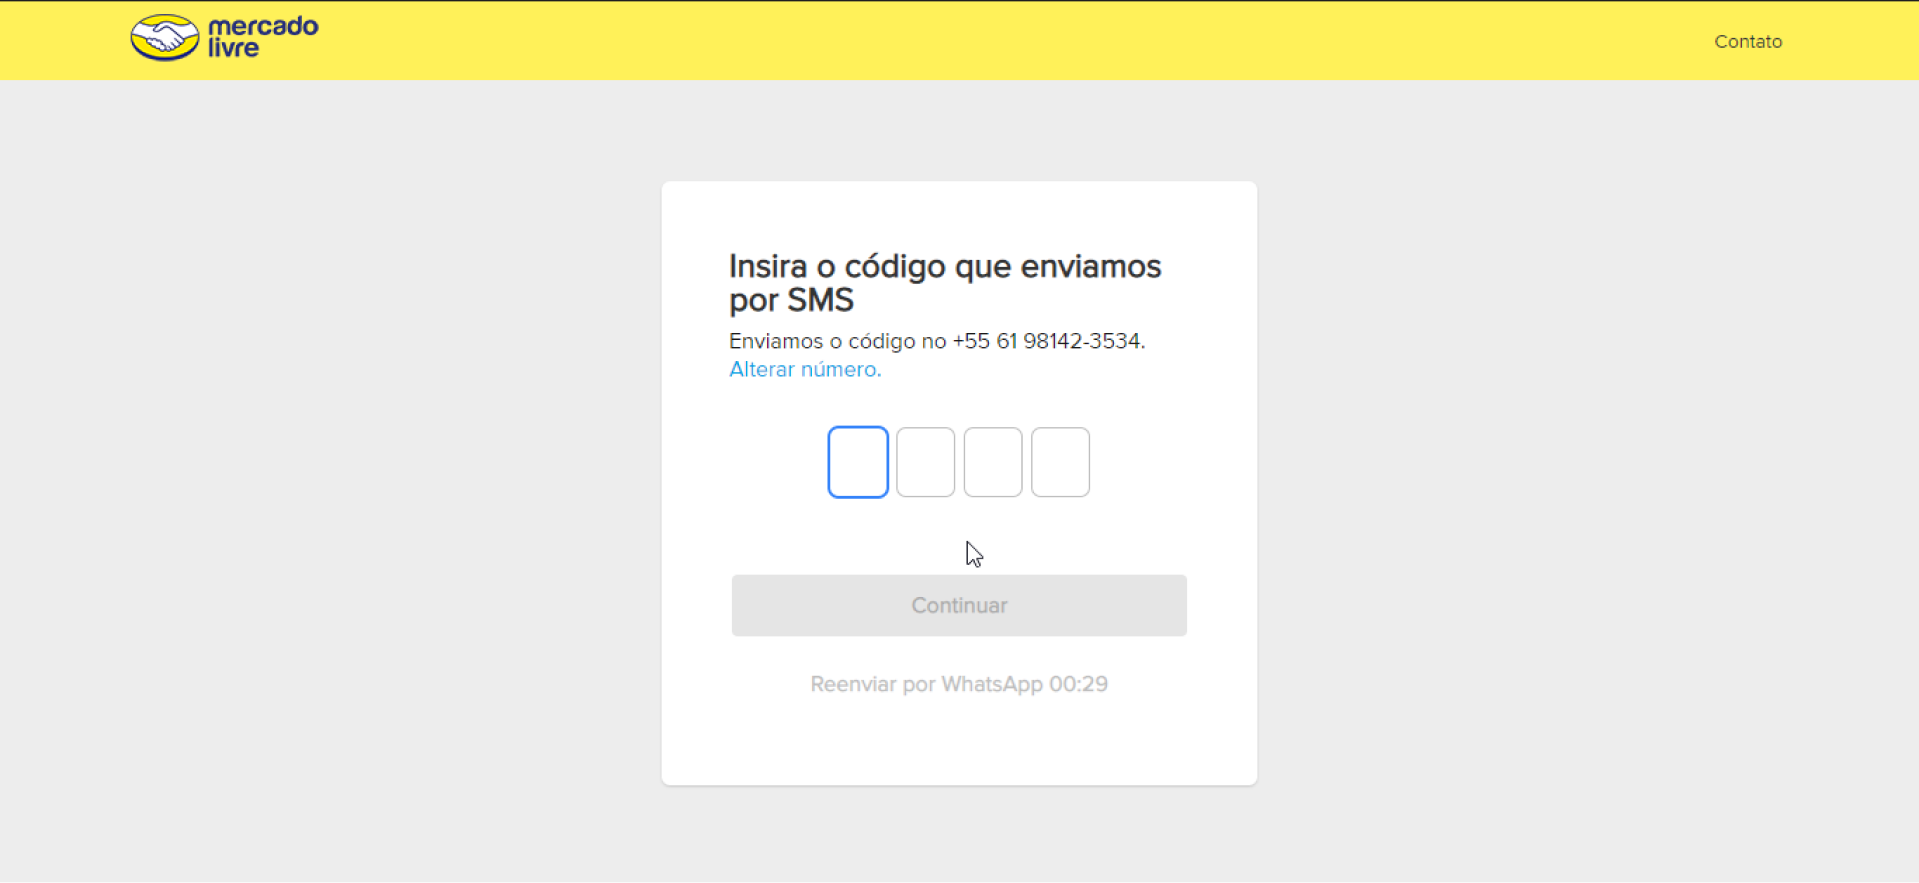 mercado
livre
Contato
Insira o código que enviamos
por SMS
Enviamos o código no +55 61 98142-3534.
Alterar número.
Continuar
Reenviar por WhatsApp 00:29